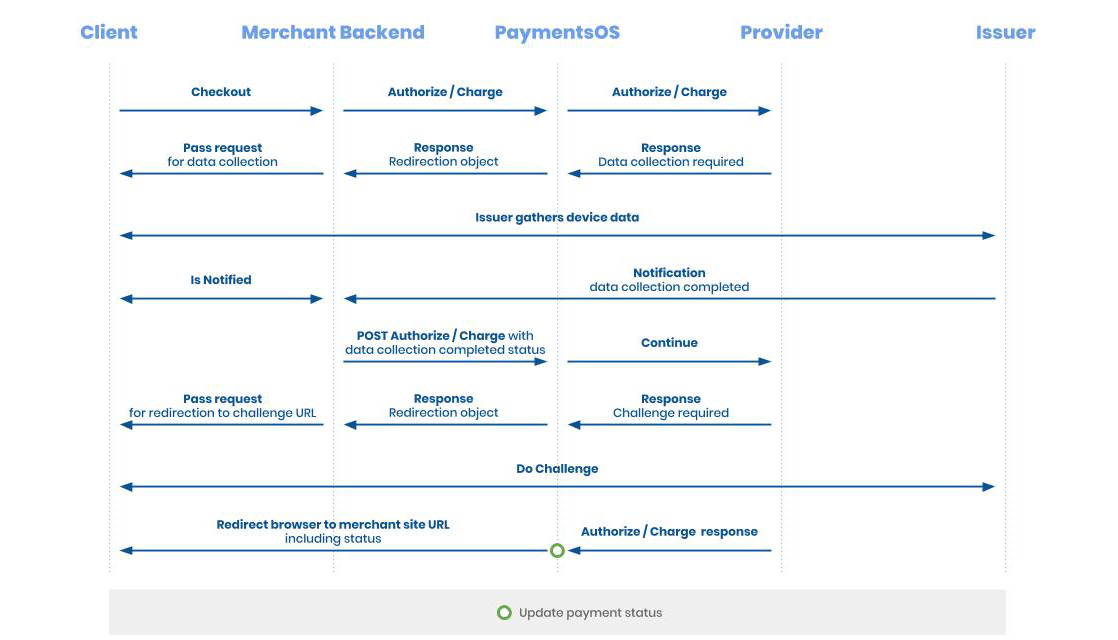 Client Merchant Backend PaymentsOS Provider Issuer
Checkout Authorize / Charge Authorize / Charge
Pass request Response Response
for data collection Redirection object Data collection required
Issuer gathers device data
Is Notified Notification
data collection completed
POST Authorize / Charge with Continue
data collection completed status
Pass request Response Response
for redirection to challenge URL Redirection object Challenge required
Do Challenge
Redirect browser to merchant site URL Authorize / Charge response
including status
Update payment status